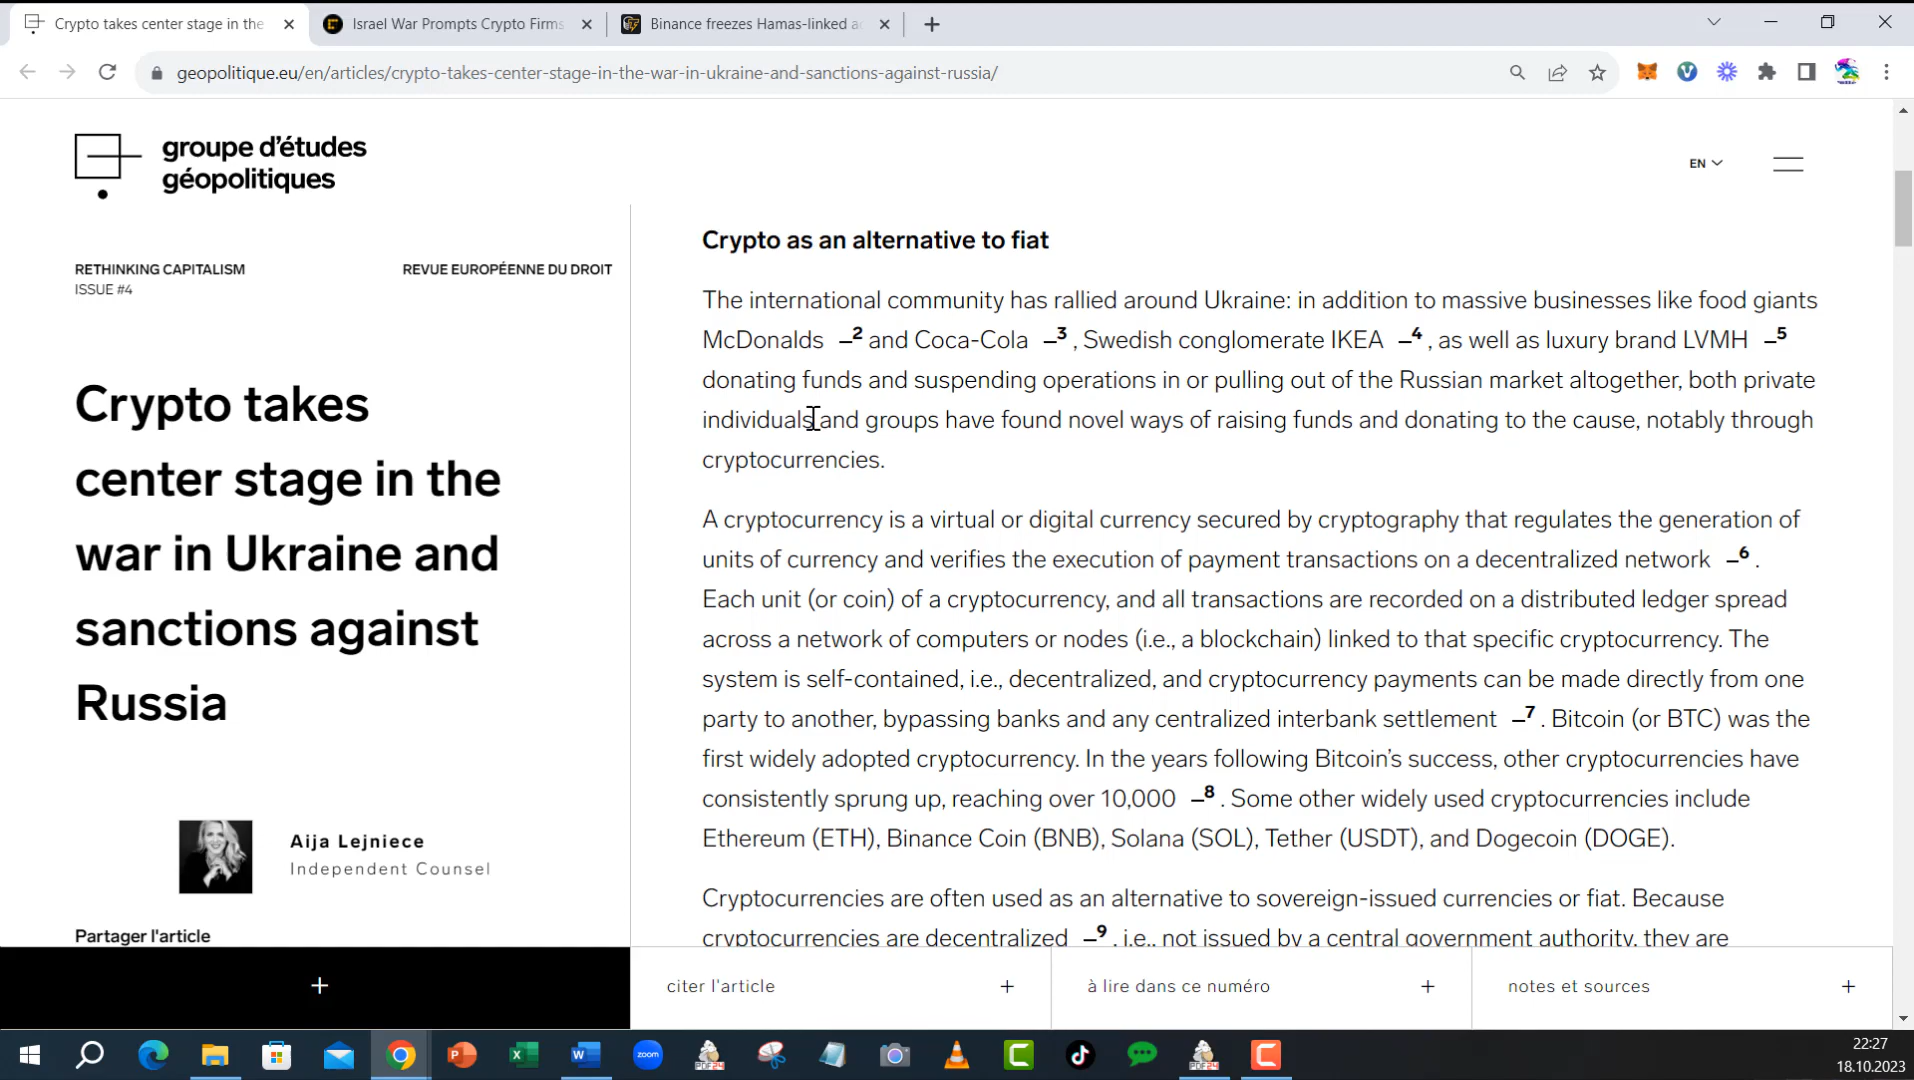 Crypto takes center stage in the
Israel War Prompts Crypto Firms
Binance freezes Hamas-linked ac
geopolitique.eu/en/articles/crypto-takes-center-stage-in-the-war-in-ukraine-and-sanctions-against-russia/
groupe d'études
géopolitiques
EN
RETHINKING CAPITALISM
ISSUE #4
REVUE EUROPÉENNE DU DROIT
Crypto takes
center stage in the
war in Ukraine and
sanctions against
Russia
Aija Lejniece
Independent Counsel
Partager l'article
+
Crypto as an alternative to fiat
The international community has rallied around Ukraine: in addition to massive businesses like food giants
McDonalds –2 and Coca-Cola –3 , Swedish conglomerate IKEA –4 , as well as luxury brand LVMH –5
donating funds and suspending operations in or pulling out of the Russian market altogether, both private
individuals and groups have found novel ways of raising funds and donating to the cause, notably through
cryptocurrencies.
A cryptocurrency is a virtual or digital currency secured by cryptography that regulates the generation of
units of currency and verifies the execution of payment transactions on a decentralized network –6 .
Each unit (or coin) of a cryptocurrency, and all transactions are recorded on a distributed ledger spread
across a network of computers or nodes (i.e., a blockchain) linked to that specific cryptocurrency. The
system is self-contained, i.e., decentralized, and cryptocurrency payments can be made directly from one
party to another, bypassing banks and any centralized interbank settlement –7 . Bitcoin (or BTC) was the
first widely adopted cryptocurrency. In the years following Bitcoin's success, other cryptocurrencies have
consistently sprung up, reaching over 10,000 –8 . Some other widely used cryptocurrencies include
Ethereum (ETH), Binance Coin (BNB), Solana (SOL), Tether (USDT), and Dogecoin (DOGE).
Cryptocurrencies are often used as an alternative to sovereign-issued currencies or fiat. Because
cryptocurrencies are decentralized –9 , i.e., not issued by a central government authority, they are
citer l'article +
à lire dans ce numéro +
notes et sources +
zoom
PDF24
PDF24
22:27
18.10.2023